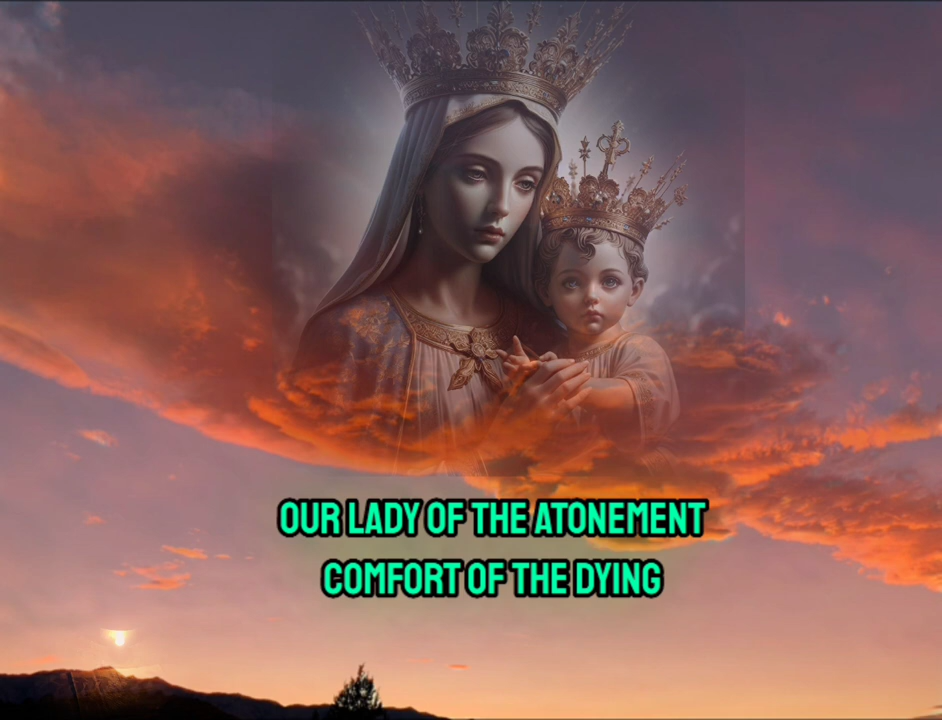 OUR LADY OF THE ATONEMENT
COMFORT OF THE DYING